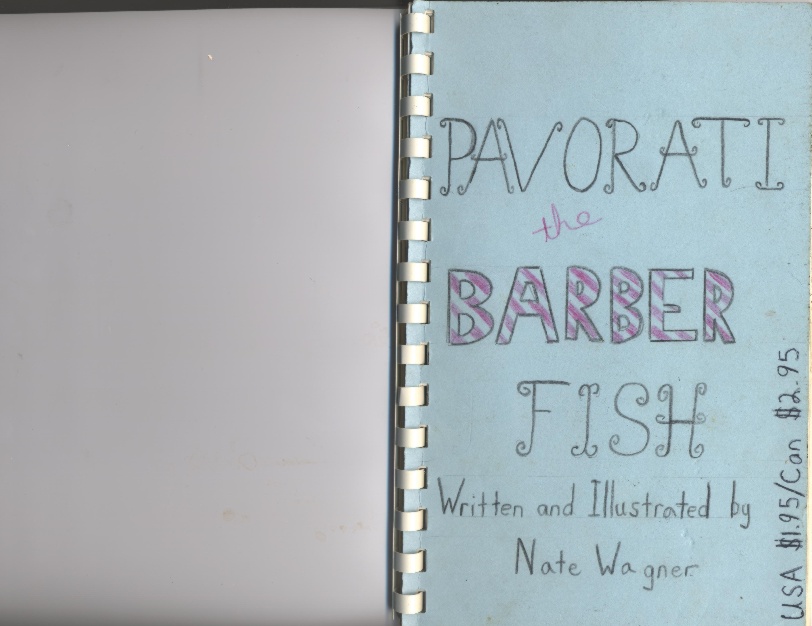 PAVORATI
the
BARBER
FISH
Written and Illustrated by
Nate Wagner
USA $1.95/Can $2.95